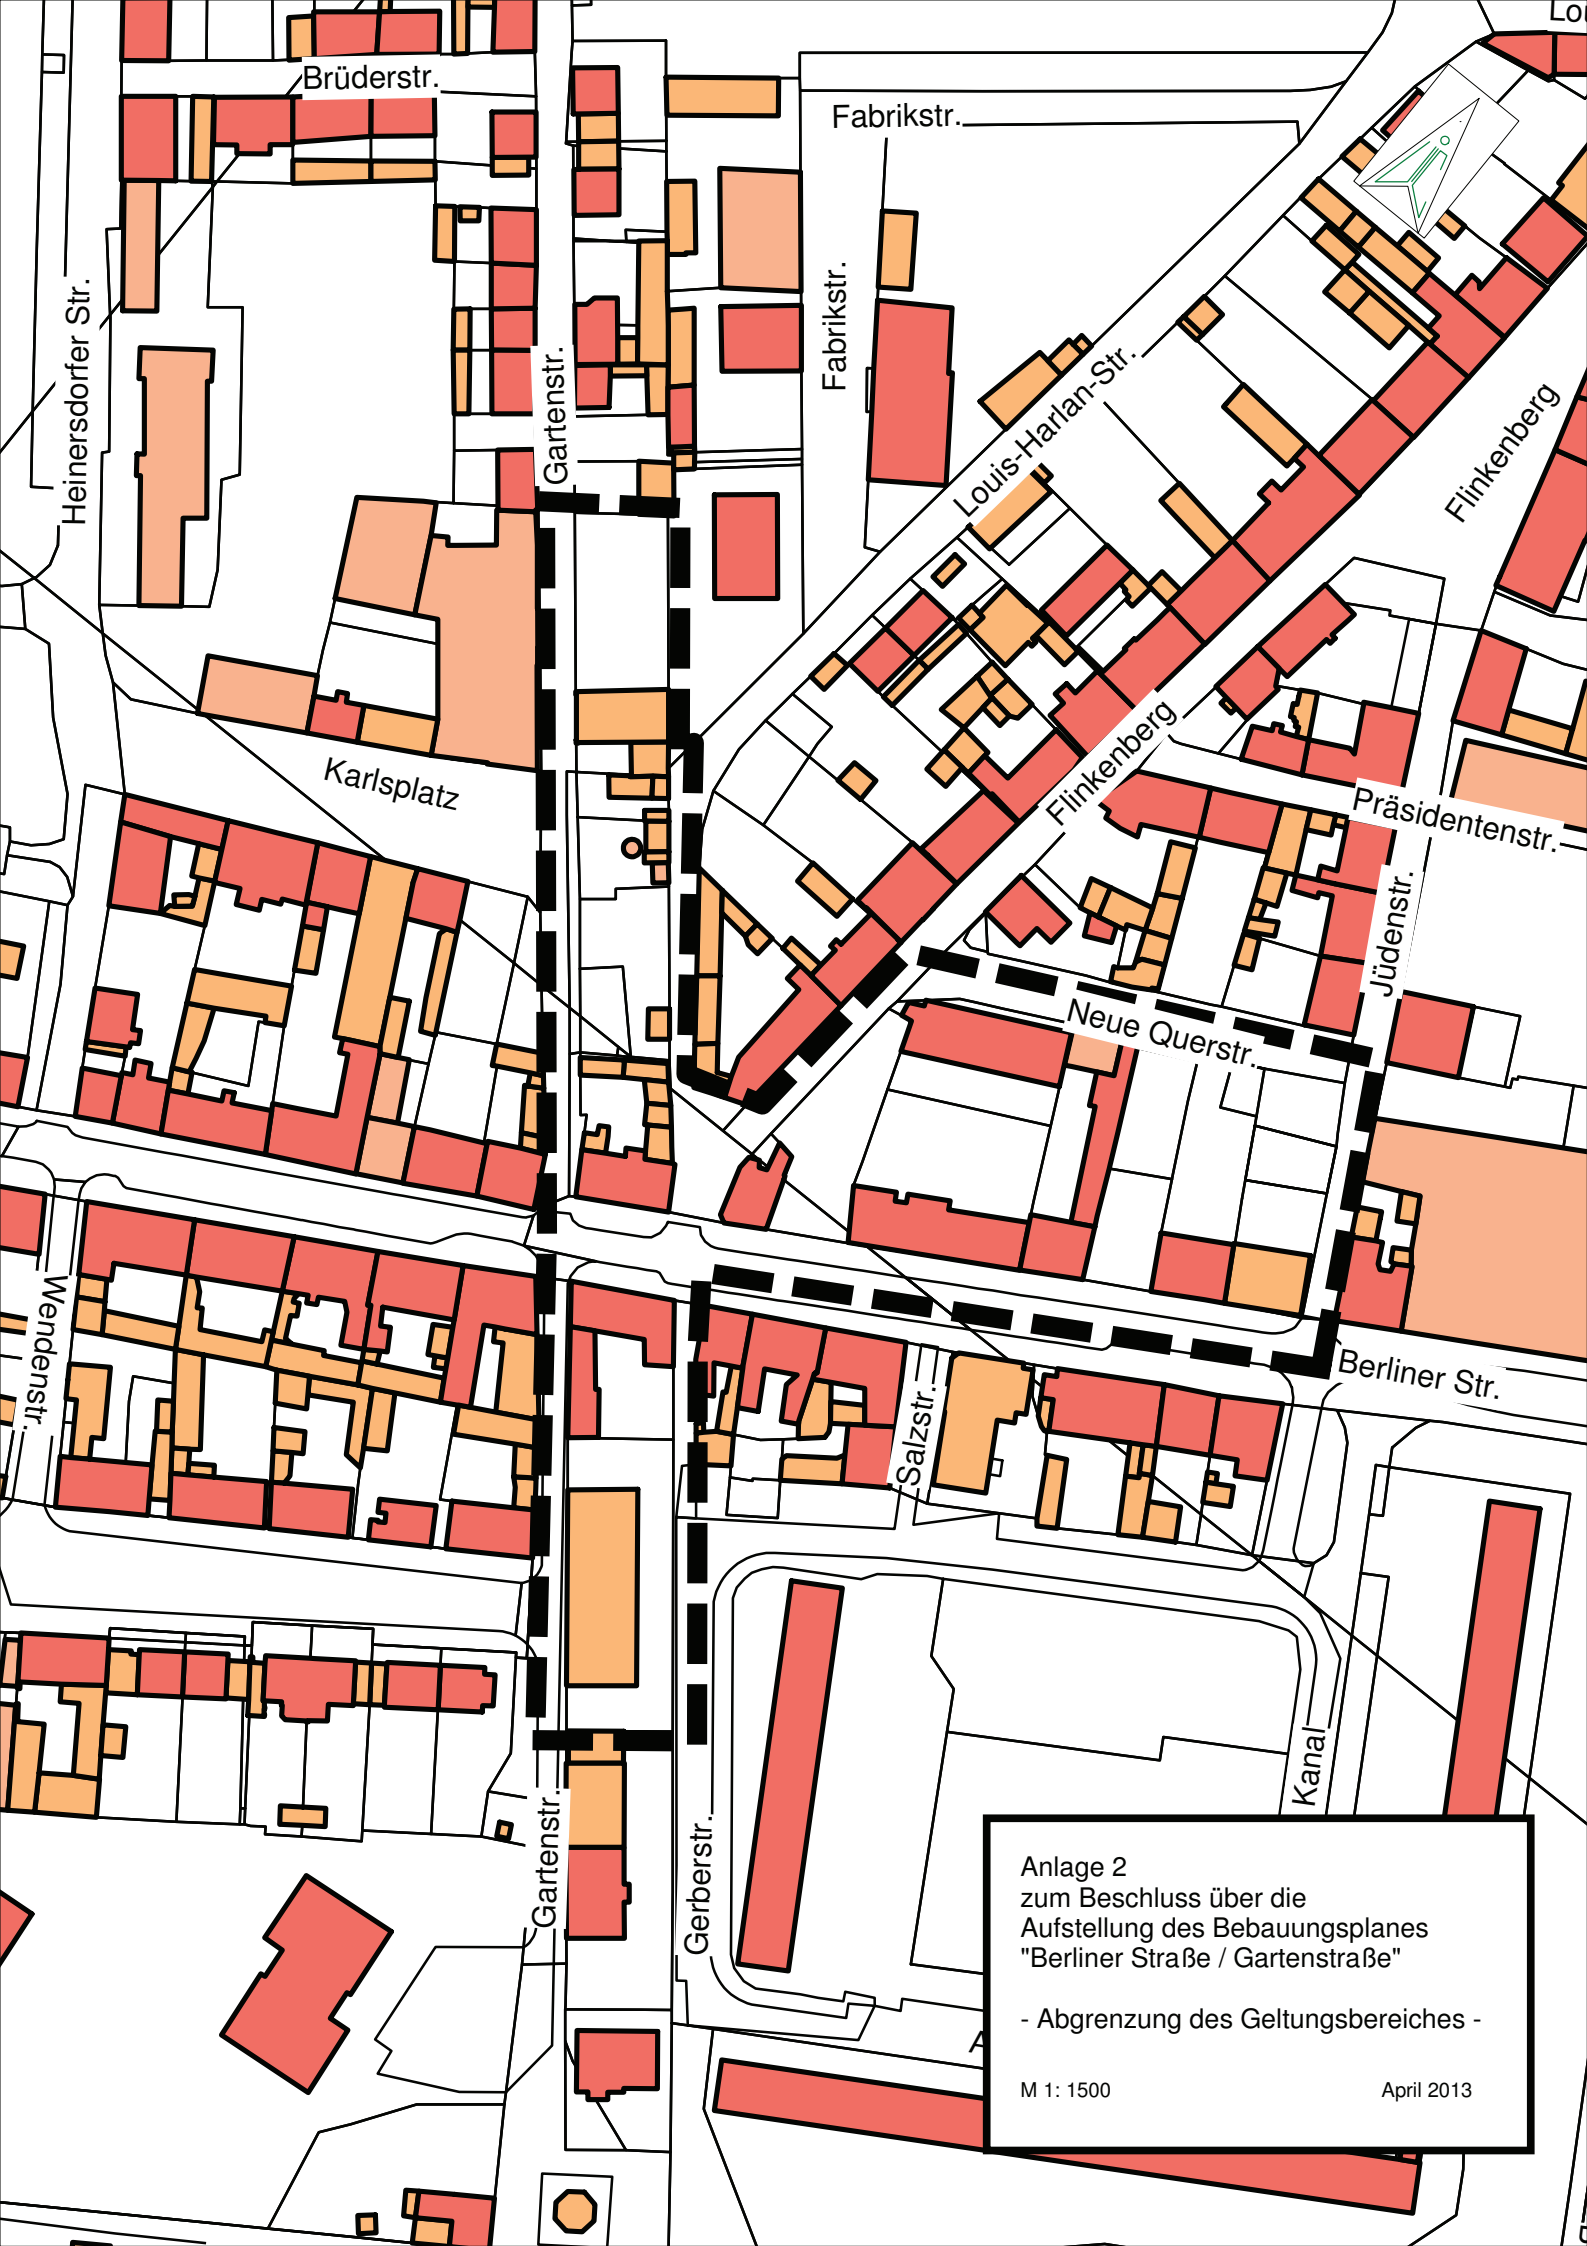 Brüderstr.
Fabrikstr.
Heinersdorfer Str.
Gartenstr.
Fabrikstr.
Louis-Harlan-Str.
Flinkenberg
Karlsplatz
Flinkenberg
Präsidentenstr.
Jüdenstr.
Neue Querstr.
Wendenstr.
Salzstr.
Berliner Str.
Kanal
Gartenstr.
Gerberstr.
Anlage 2
zum Beschluss über die
Aufstellung des Bebauungsplanes
"Berliner Straße / Gartenstraße"
- Abgrenzung des Geltungsbereiches -
M 1: 1500 April 2013